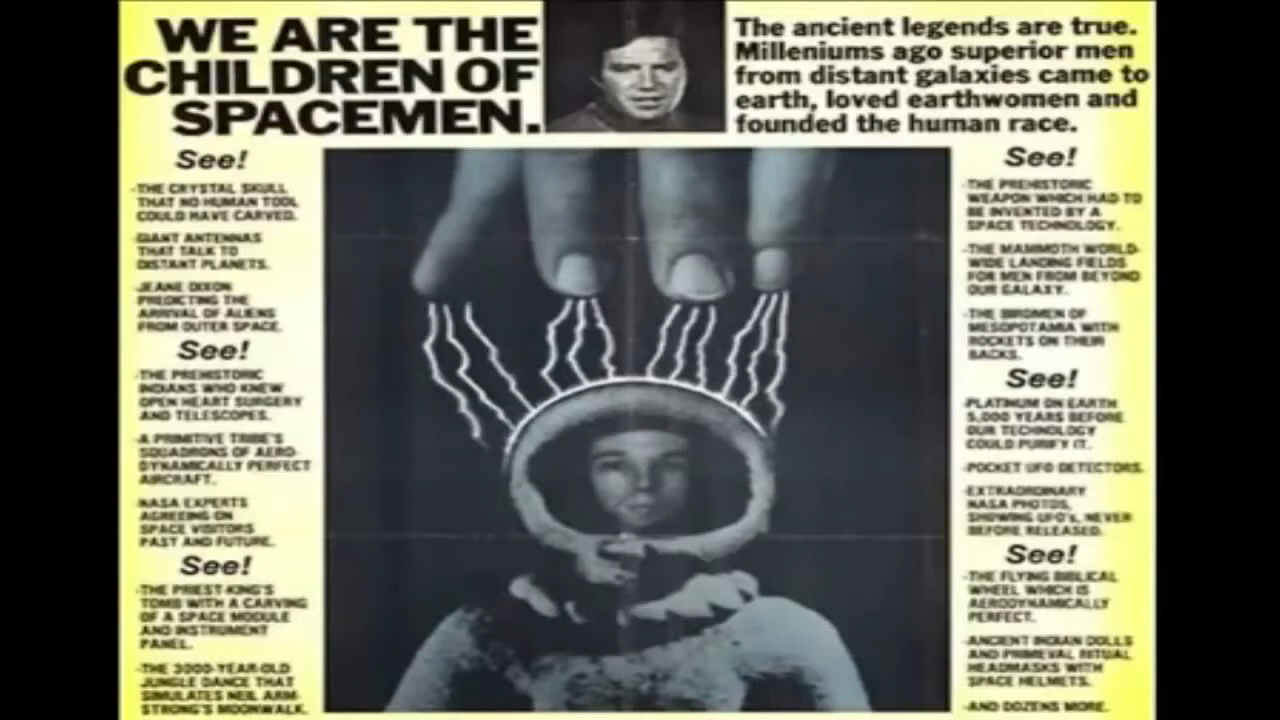 WE ARE THE
CHILDREN OF
SPACEMEN.
The ancient legends are true.
Milleniums ago superior men
from distant galaxies came to
earth, loved earthwomen and
founded the human race.
See!
-THE CRYSTAL SKULL
THAT NO HUMAN TOOL
COULD HAVE CARVED.
-GIANT ANTENNAS
THAT TALK TO
DISTANT PLANETS.
-JEANE DIXON
PREDICTING THE
ARRIVAL OF ALIENS
FROM OUTER SPACE.
See!
-THE PREHISTORIC
INDIANS WHO KNEW
OPEN HEART SURGERY
AND TELESCOPES.
-A PRIMITIVE TRIBE'S
SQUADRONS OF AERO-
DYNAMICALLY PERFECT
AIRCRAFT.
-NASA EXPERTS
AGREEING ON
SPACE VISITORS
PAST AND FUTURE.
See!
-THE PRIEST-KING'S
TOMB WITH A CARVING
OF A SPACE MODULE
AND INSTRUMENT
PANEL.
-THE 3000-YEAR-OLD
JUNGLE DANCE THAT
SIMULATES NEIL ARM-
STRONG'S MOONWALK.
See!
-THE PREHISTORIC
WEAPON WHICH HAD TO
BE INVENTED BY A
SPACE TECHNOLOGY.
-THE MAMMOTH WORLD-
WIDE LANDING FIELDS
FOR MEN FROM BEYOND
OUR GALAXY.
-THE BIRDMEN OF
MESOPOTAMIA WITH
ROCKETS ON THEIR
BACKS.
See!
-PLATINUM ON EARTH
5,000 YEARS BEFORE
OUR TECHNOLOGY
COULD PURIFY IT.
-POCKET UFO DETECTORS.
-EXTRAORDINARY
NASA PHOTOS,
SHOWING UFO's, NEVER
BEFORE RELEASED.
See!
-THE FLYING BIBLICAL
WHEEL WHICH IS
AERODYNAMICALLY
PERFECT.
-ANCIENT INDIAN DOLLS
AND PRIMEVAL RITUAL
HEADMASKS WITH
SPACE HELMETS.
-AND DOZENS MORE.